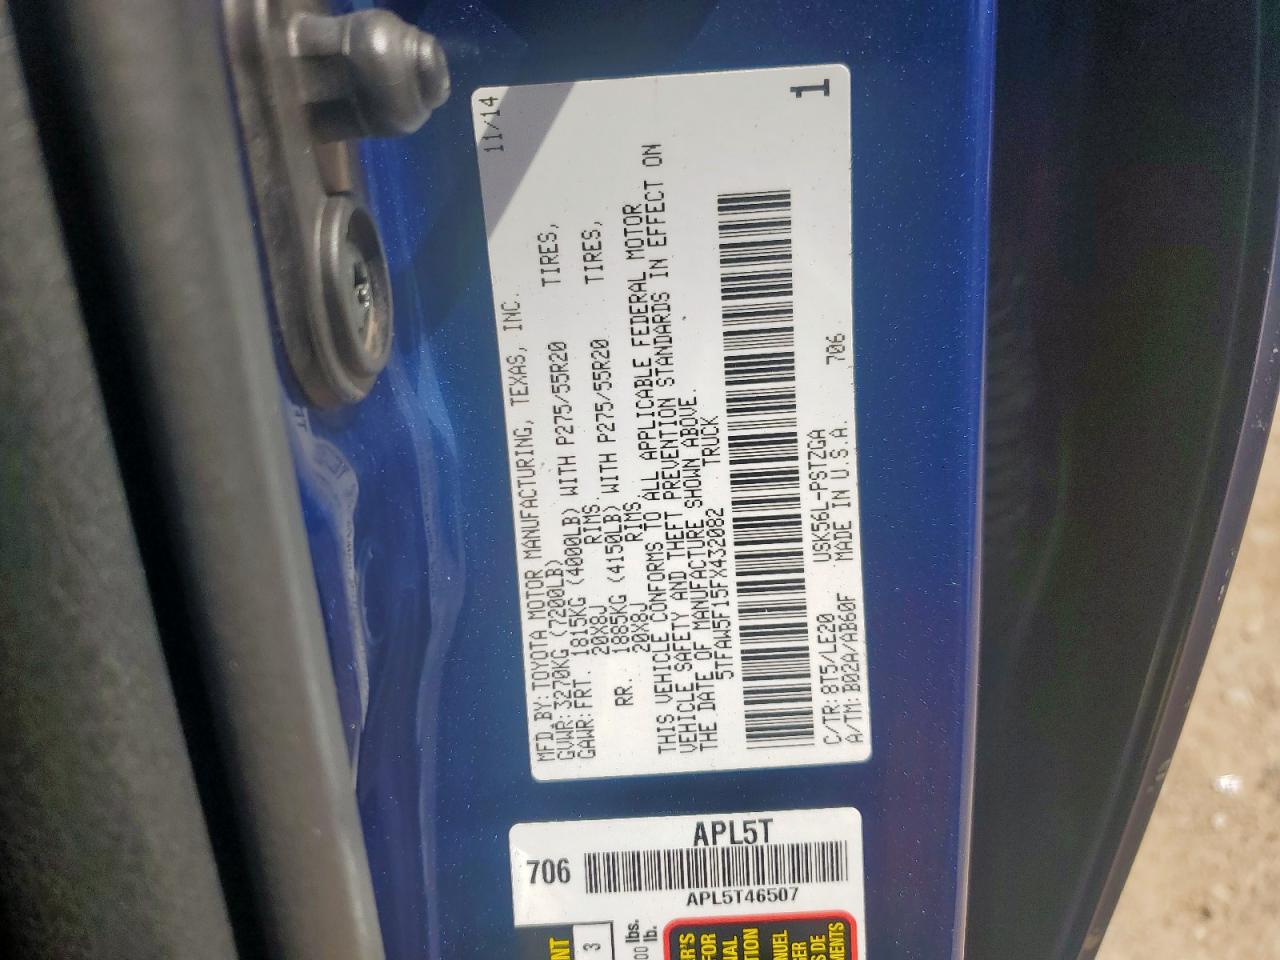 MFD.BY:TOYOTA MOTOR MANUFACTURING, TEXAS, INC. 11/14
GVWR:3270KG (7200LB)
GAWR:FRT. 1815KG (4000LB) WITH P275/55R20 TIRES,
20X8J RIMS
RR. 1885KG (4150LB) WITH P275/55R20 TIRES,
20X8J RIMS
THIS VEHICLE CONFORMS TO ALL APPLICABLE FEDERAL MOTOR
VEHICLE SAFETY AND THEFT PREVENTION STANDARDS IN EFFECT ON
THE DATE OF MANUFACTURE SHOWN ABOVE.
5TFAW5F15FX432082 TRUCK
C/TR:8T5/LE20 USK56L-PSTZGA
A/TM:B02A/AB60F MADE IN U.S.A. 706
1
APL5T
706
APL5T46507
3
00 lbs.
lb.